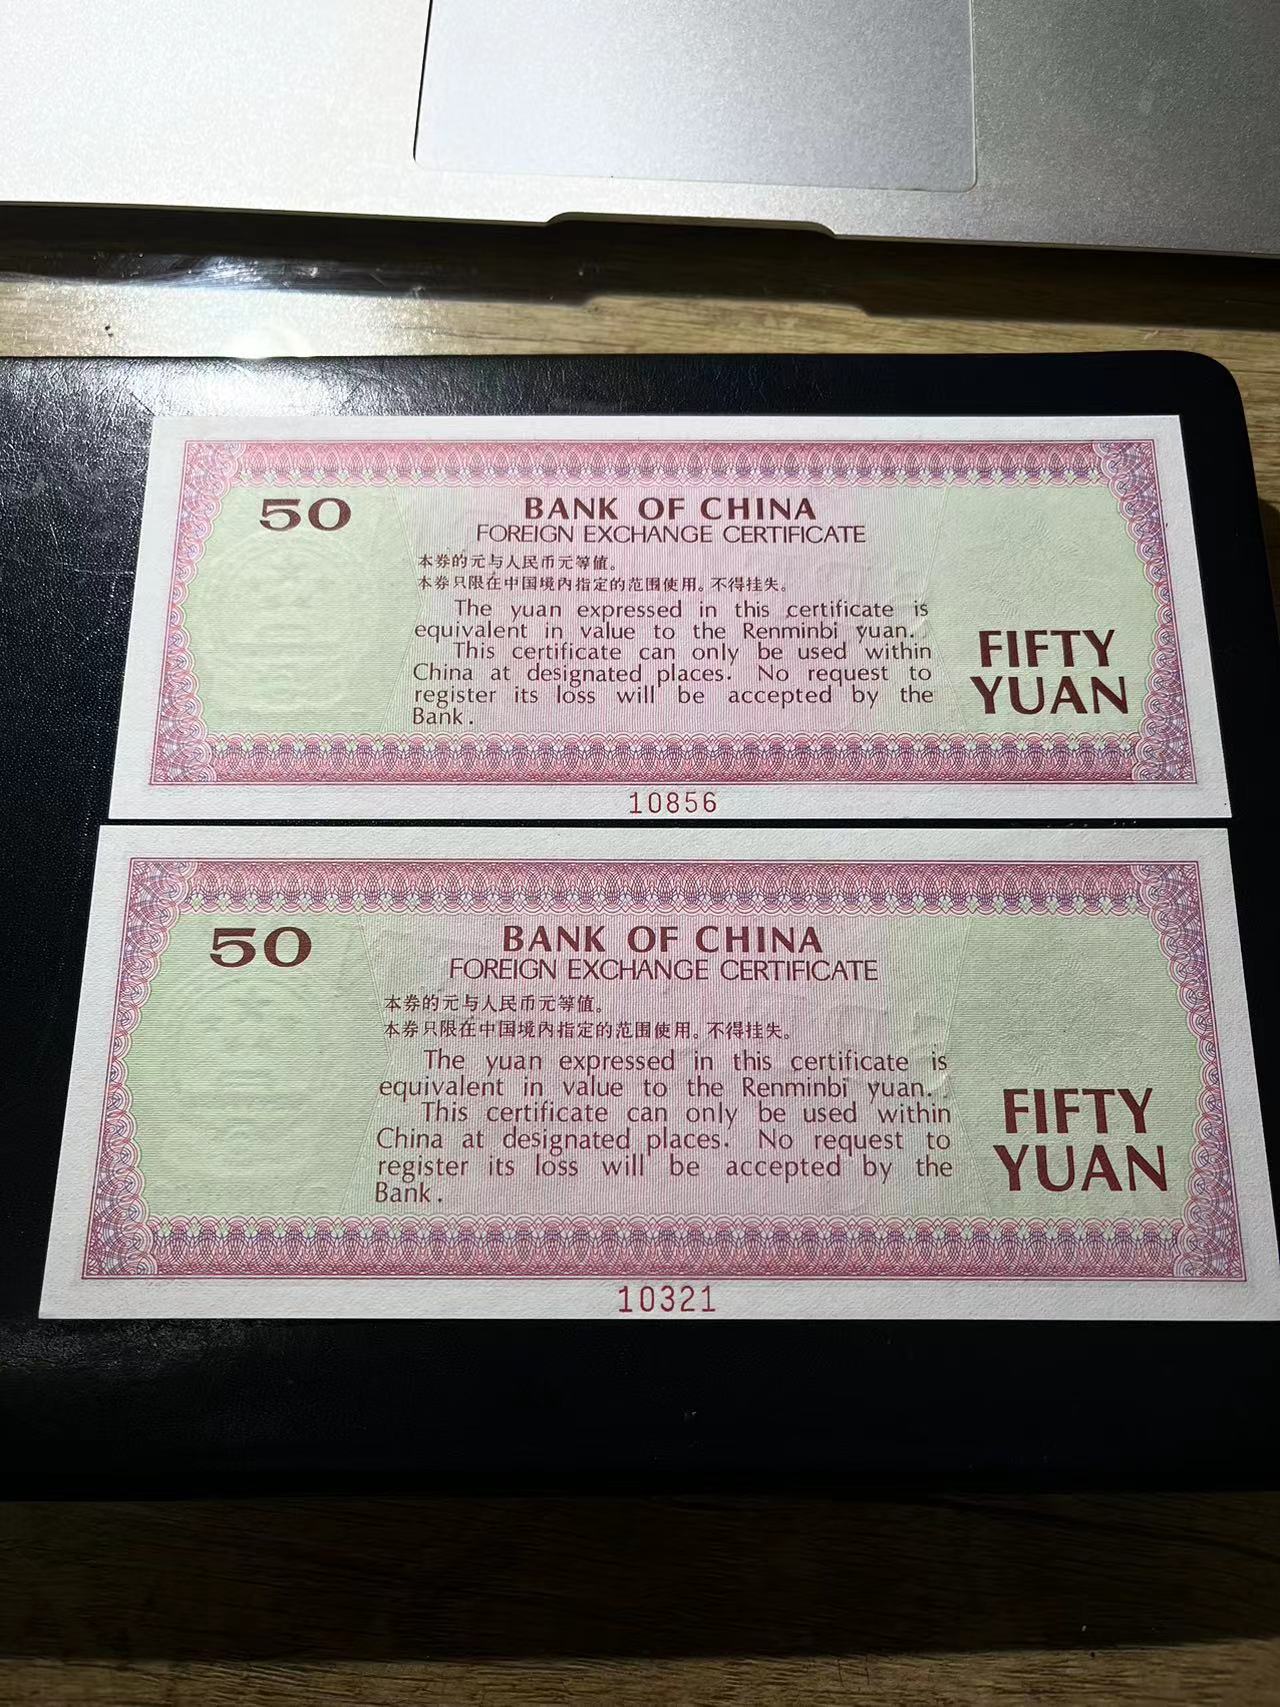 50
BANK OF CHINA
FOREIGN EXCHANGE CERTIFICATE
本券的元与人民币元等值。
本券只限在中国境内指定的范围使用。不得挂失。
The yuan expressed in this certificate is
equivalent in value to the Renminbi yuan.
This certificate can only be used within
China at designated places. No request to
register its loss will be accepted by the
Bank.
FIFTY
YUAN
10856
50
BANK OF CHINA
FOREIGN EXCHANGE CERTIFICATE
本券的元与人民币元等值。
本券只限在中国境内指定的范围使用。不得挂失。
The yuan expressed in this certificate is
equivalent in value to the Renminbi yuan.
This certificate can only be used within
China at designated places. No request to
register its loss will be accepted by the
Bank.
FIFTY
YUAN
10321